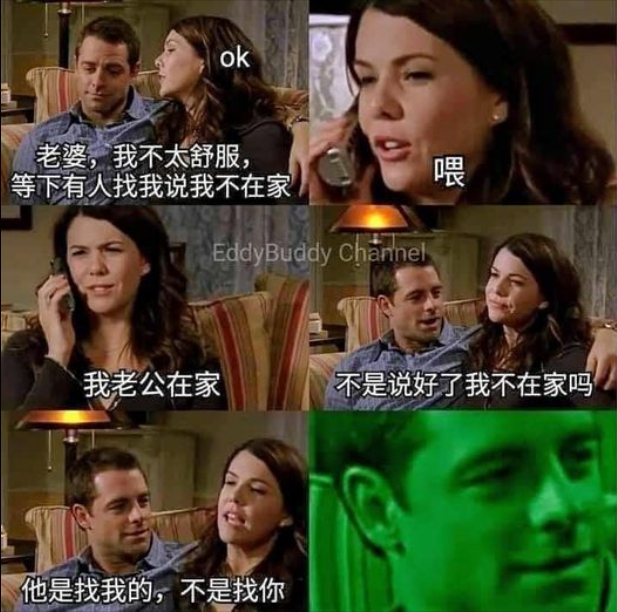 ok
老婆，我不太舒服，
等下有人找我说我不在家
喂
EddyBuddy Channel
我老公在家
不是说好了我不在家吗
他是找我的，不是找你